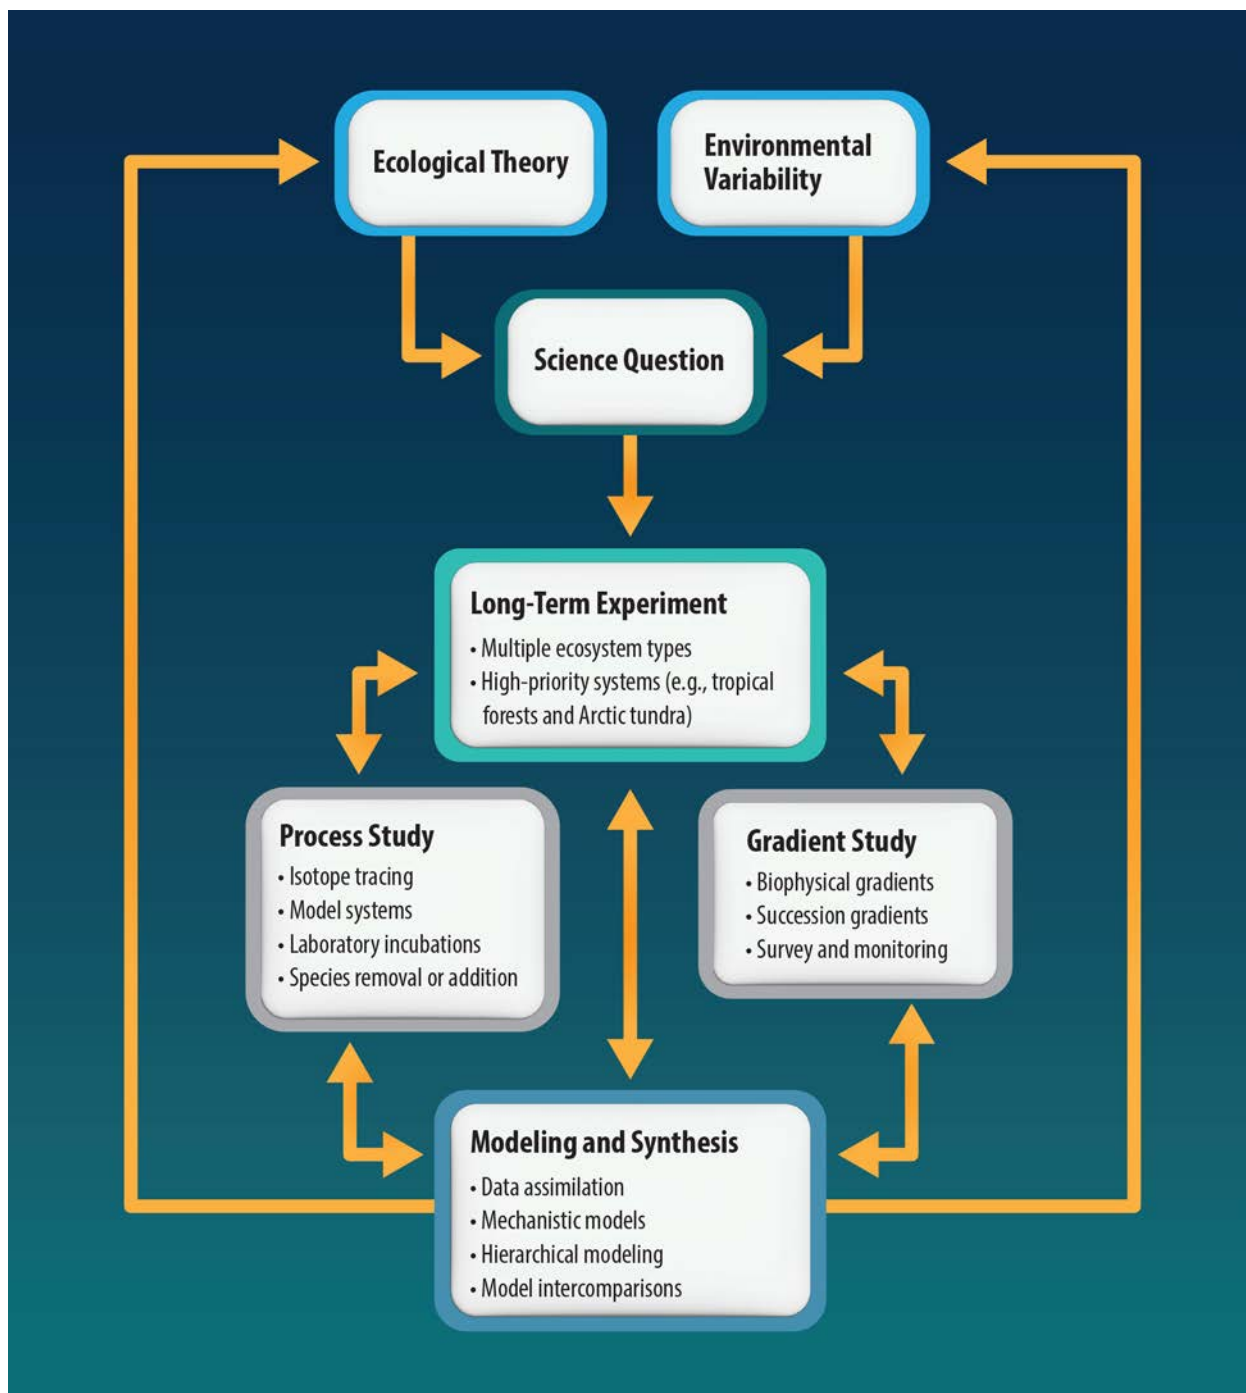 Ecological Theory
Environmental
Variability
Science Question
Long-Term Experiment
• Multiple ecosystem types
• High-priority systems (e.g., tropical
forests and Arctic tundra)
Process Study
• Isotope tracing
• Model systems
• Laboratory incubations
• Species removal or addition
Gradient Study
• Biophysical gradients
• Succession gradients
• Survey and monitoring
Modeling and Synthesis
• Data assimilation
• Mechanistic models
• Hierarchical modeling
• Model intercomparisons